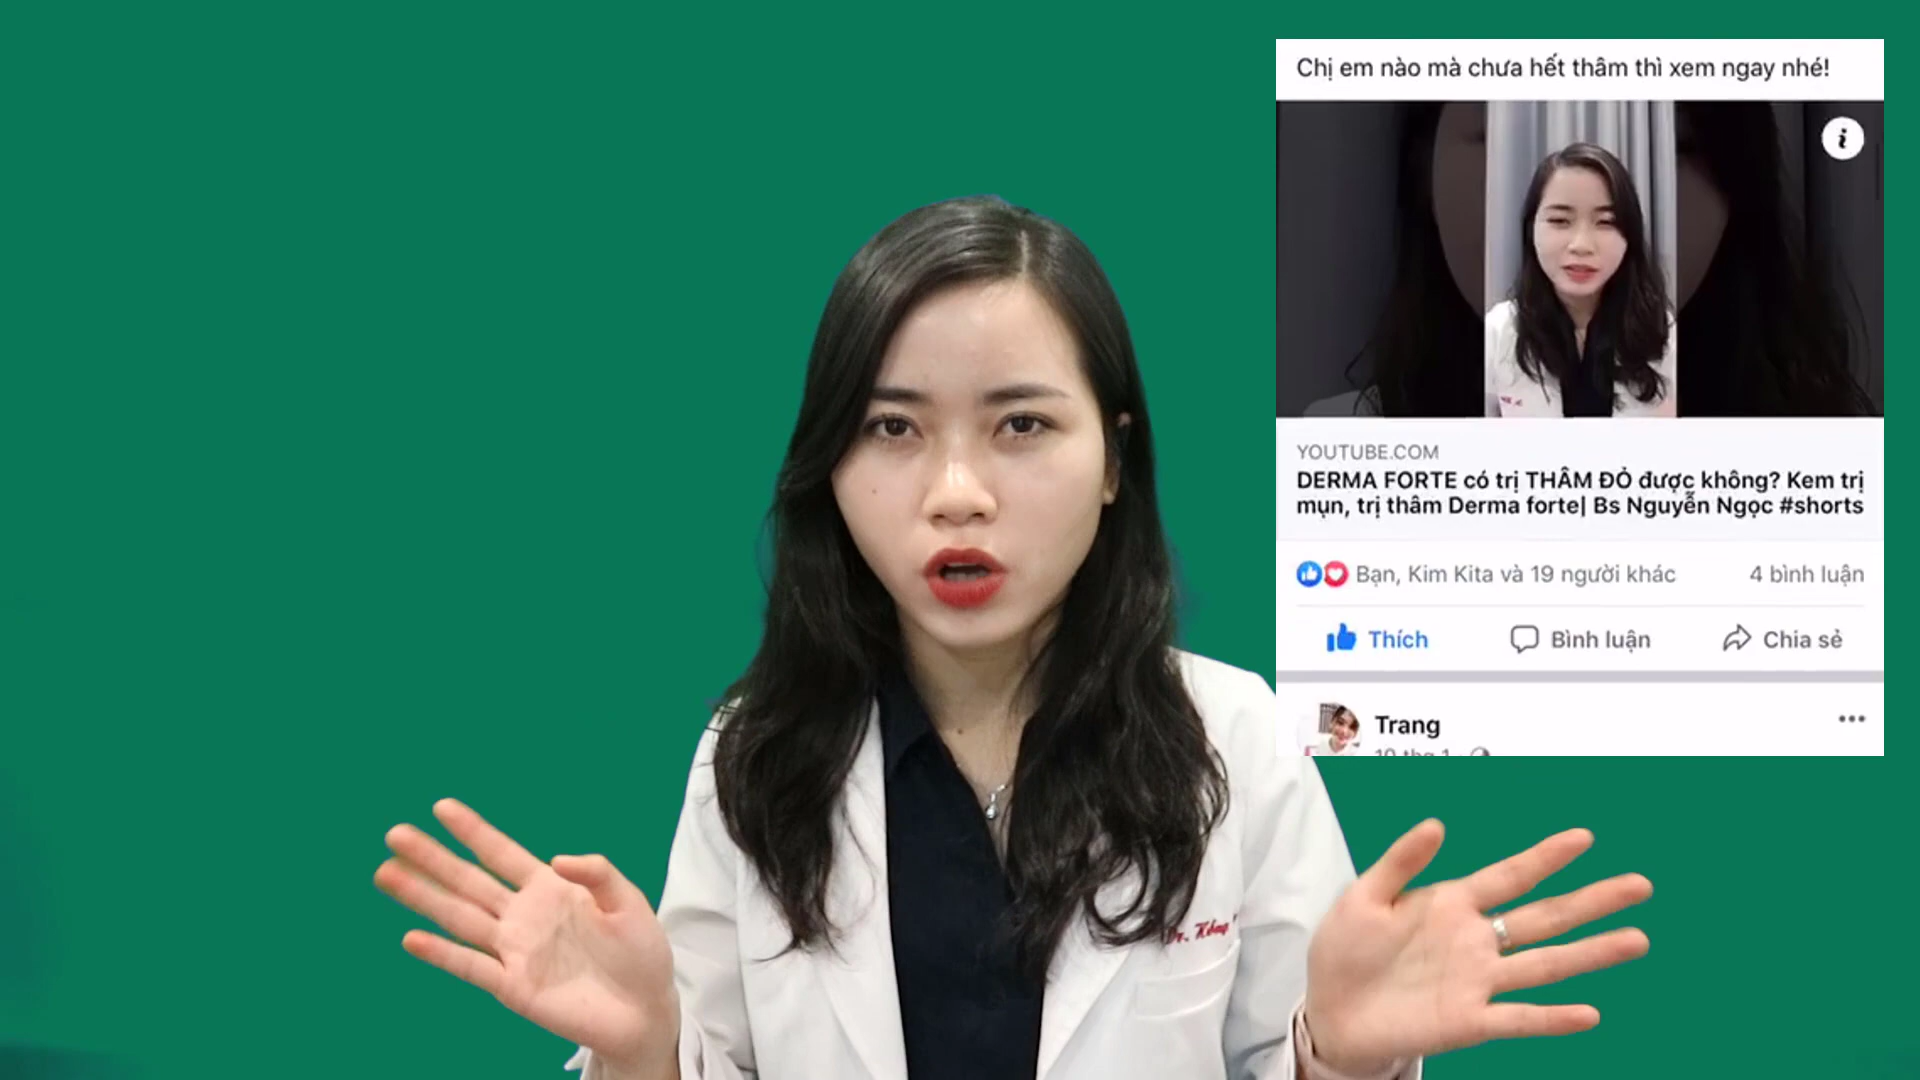 Chị em nào mà chưa hết thâm thì xem ngay nhé!
YOUTUBE.COM
DERMA FORTE có trị THÂM ĐỎ được không? Kem trị
mụn, trị thâm Derma forte| Bs Nguyễn Ngọc #shorts
Bạn, Kim Kita và 19 người khác 4 bình luận
Thích Bình luận Chia sẻ
Trang
Dr.